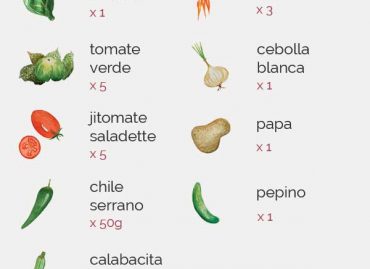 x 1
x 3
tomate
verde
x 5
cebolla
blanca
x 1
jitomate
saladette
x 5
papa
x 1
chile
serrano
x 50g
pepino
x 1
calabacita